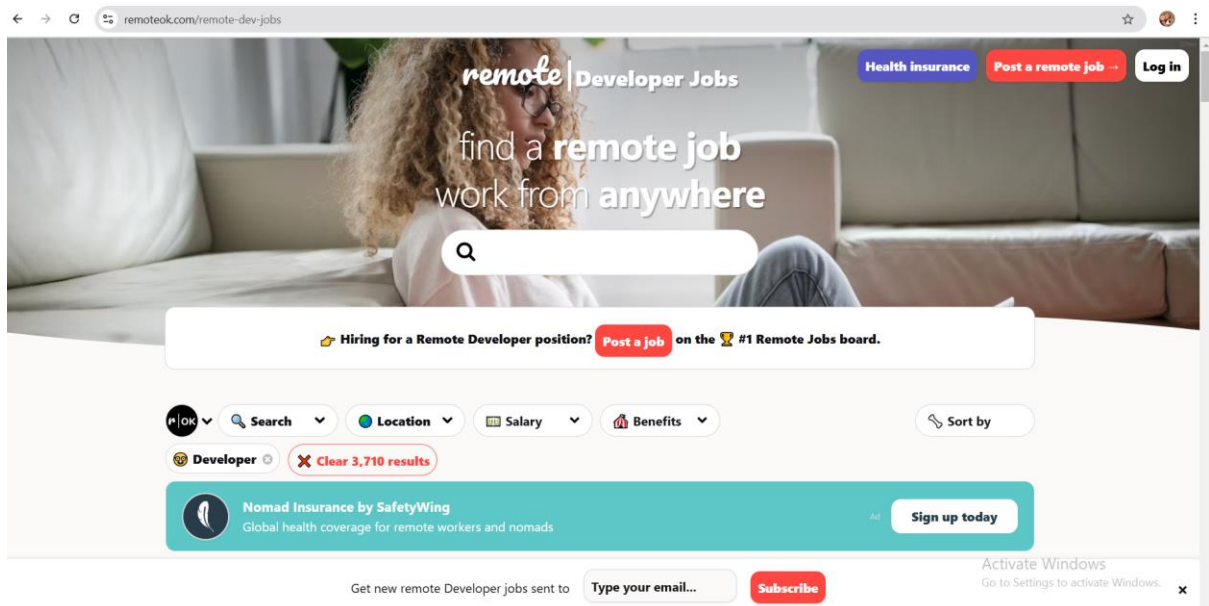 remoteok.com/remote-dev-jobs
remote | Developer Jobs
Health insurance
Post a remote job →
Log in
find a remote job
work from anywhere
👉 Hiring for a Remote Developer position? Post a job on the 🏆 #1 Remote Jobs board.
r|OK
Search
Location
Salary
Benefits
Sort by
Developer
Clear 3,710 results
Nomad Insurance by SafetyWing
Global health coverage for remote workers and nomads
Ad
Sign up today
Get new remote Developer jobs sent to
Type your email...
Subscribe
Activate Windows
Go to Settings to activate Windows.